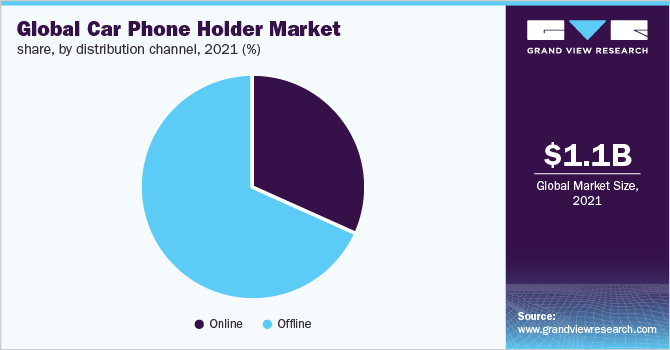 Global Car Phone Holder Market
share, by distribution channel, 2021 (%)
Online
Offline
GRAND VIEW RESEARCH
$1.1B
Global Market Size,
2021
Source:
www.grandviewresearch.com